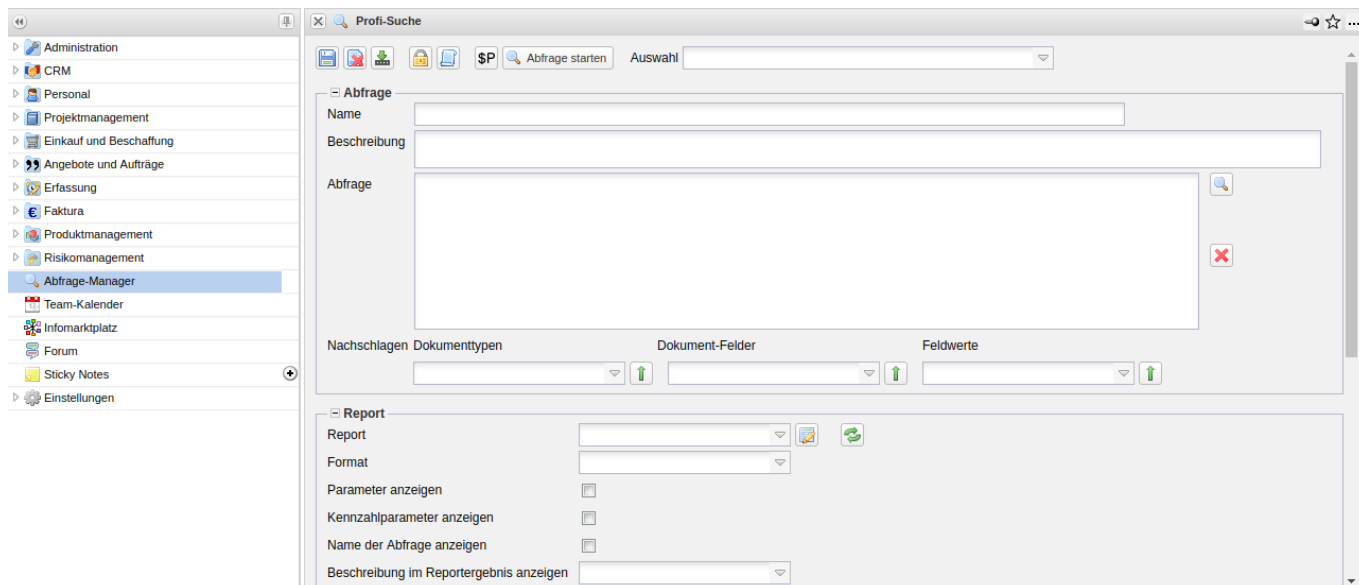 Profi-Suche
Administration
CRM
Personal
Projektmanagement
Einkauf und Beschaffung
Angebote und Aufträge
Erfassung
Faktura
Produktmanagement
Risikomanagement
Abfrage-Manager
Team-Kalender
Infomarktplatz
Forum
Sticky Notes
Einstellungen
$P Abfrage starten Auswahl
Abfrage
Name
Beschreibung
Abfrage
Nachschlagen Dokumenttypen Dokument-Felder Feldwerte
Report
Report
Format
Parameter anzeigen
Kennzahlparameter anzeigen
Name der Abfrage anzeigen
Beschreibung im Reportergebnis anzeigen